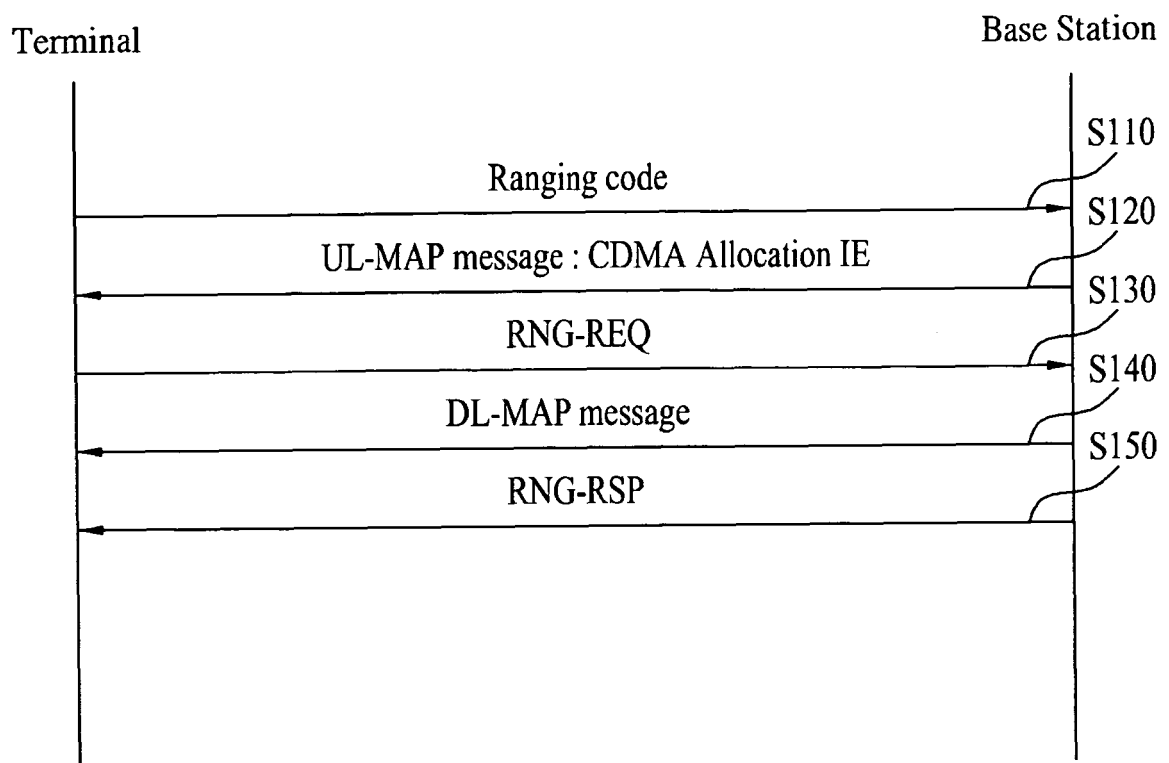 Terminal
Base Station
S110
Ranging code
S120
UL-MAP message : CDMA Allocation IE
S130
RNG-REQ
S140
DL-MAP message
S150
RNG-RSP